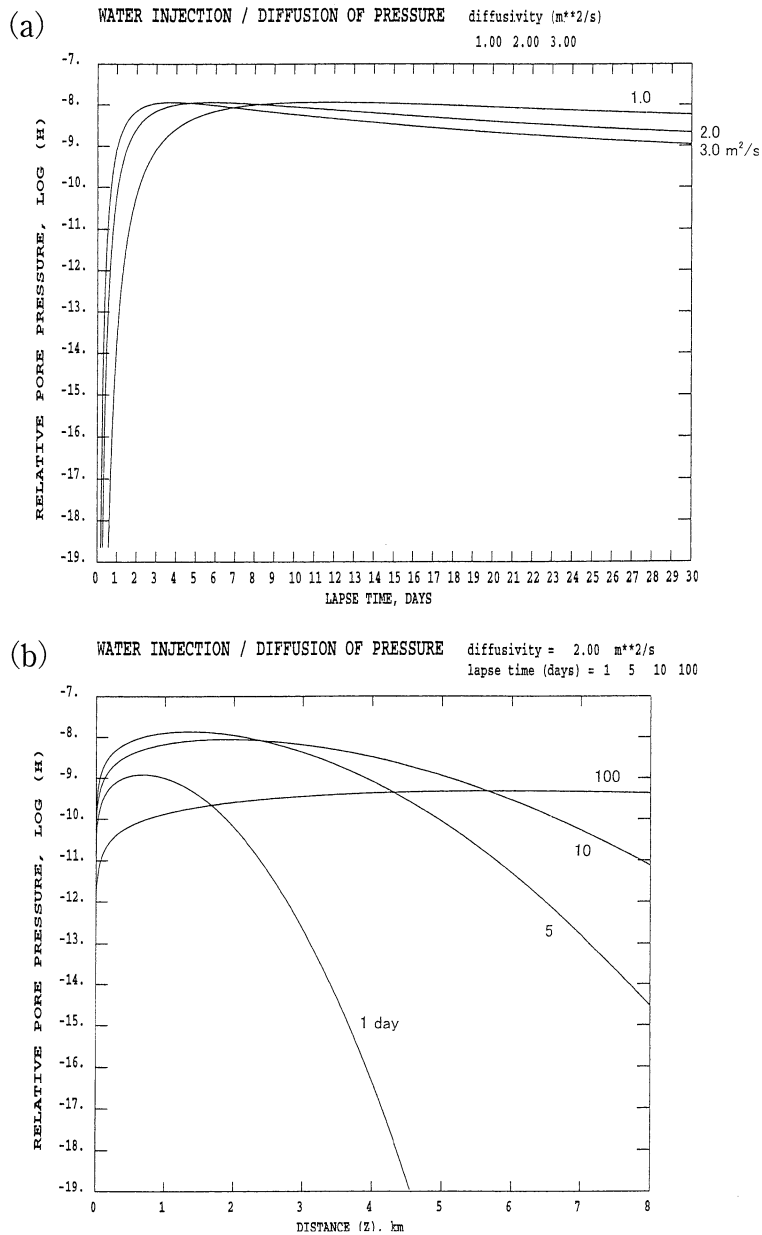 (a)
WATER INJECTION / DIFFUSION OF PRESSURE
diffusivity (m**2/s)
1.00 2.00 3.00
RELATIVE PORE PRESSURE, LOG (H)
-7.
-8.
-9.
-10.
-11.
-12.
-13.
-14.
-15.
-16.
-17.
-18.
-19.
1.0
2.0
3.0 m²/s
0 1 2 3 4 5 6 7 8 9 10 11 12 13 14 15 16 17 18 19 20 21 22 23 24 25 26 27 28 29 30
LAPSE TIME, DAYS
(b)
WATER INJECTION / DIFFUSION OF PRESSURE
diffusivity = 2.00 m**2/s
lapse time (days) = 1 5 10 100
RELATIVE PORE PRESSURE, LOG (H)
-7.
-8.
-9.
-10.
-11.
-12.
-13.
-14.
-15.
-16.
-17.
-18.
-19.
100
10
5
1 day
0 1 2 3 4 5 6 7 8
DISTANCE (Z). km